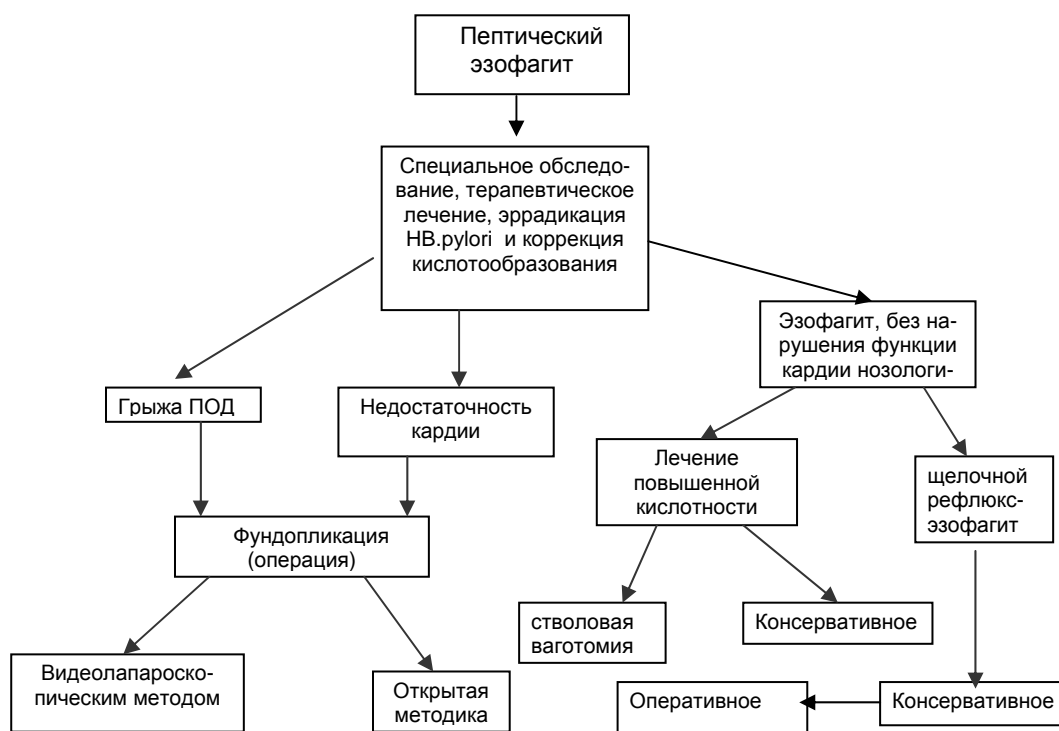 Пептический
эзофагит
Специальное обследо-
вание, терапевтическое
лечение, эррадикация
HB.pylori и коррекция
кислотообразования
Эзофагит, без на-
рушения функции
кардии нозологи-
Грыжа ПОД
Недостаточность
кардии
Лечение
повышенной
кислотности
щелочной
рефлюкс-
эзофагит
Фундопликация
(операция)
стволовая
ваготомия
Консервативное
Видеолапароско-
пическим методом
Открытая
методика
Оперативное
Консервативное